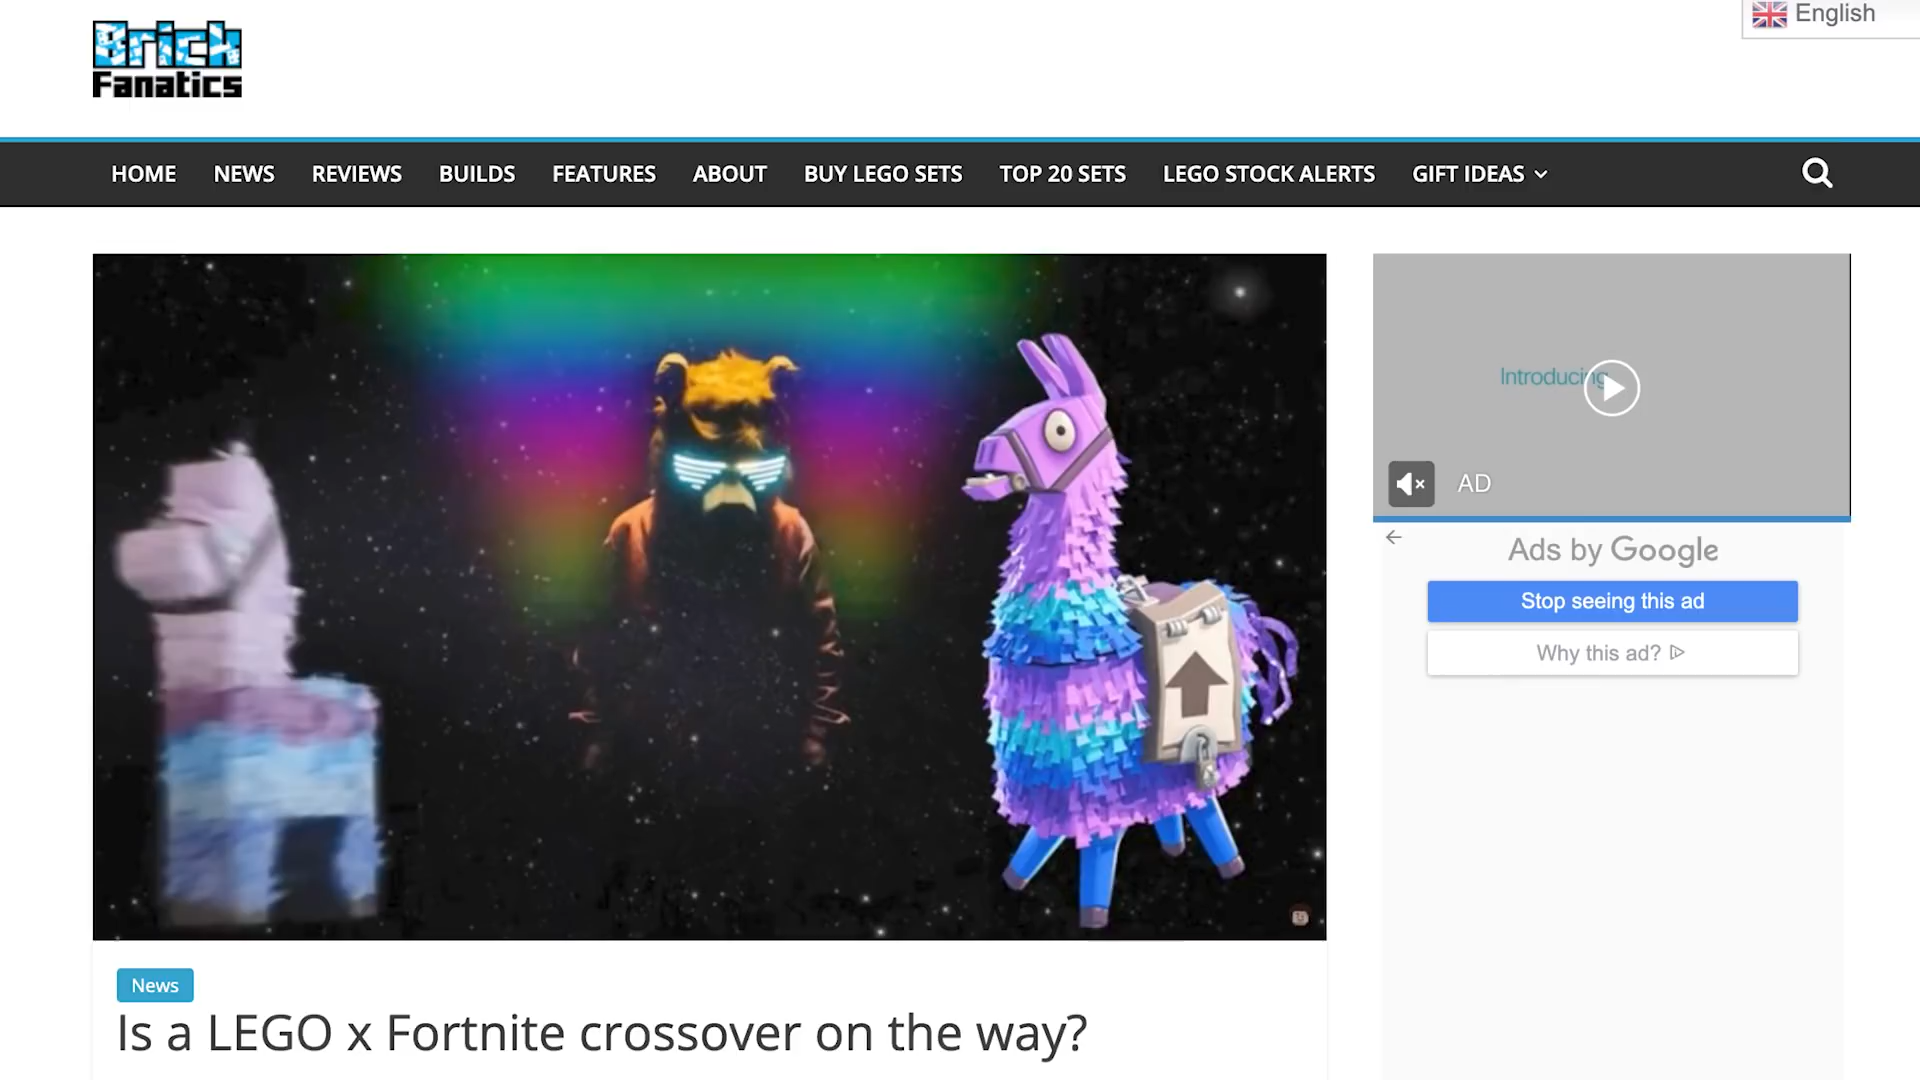 English
Brick
Fanatics
HOME NEWS REVIEWS BUILDS FEATURES ABOUT BUY LEGO SETS TOP 20 SETS LEGO STOCK ALERTS GIFT IDEAS
Introducing
AD
Ads by Google
Stop seeing this ad
Why this ad?
News
Is a LEGO x Fortnite crossover on the way?